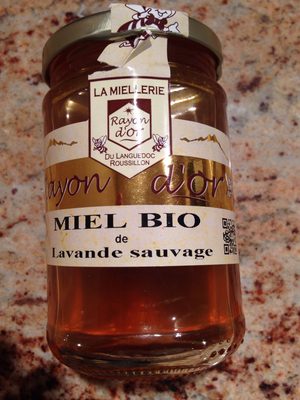 LA MIELLERIE
Rayon
d'or
DU LANGUEDOC
ROUSSILLON
Rayon d'or
MIEL BIO
de
Lavande sauvage